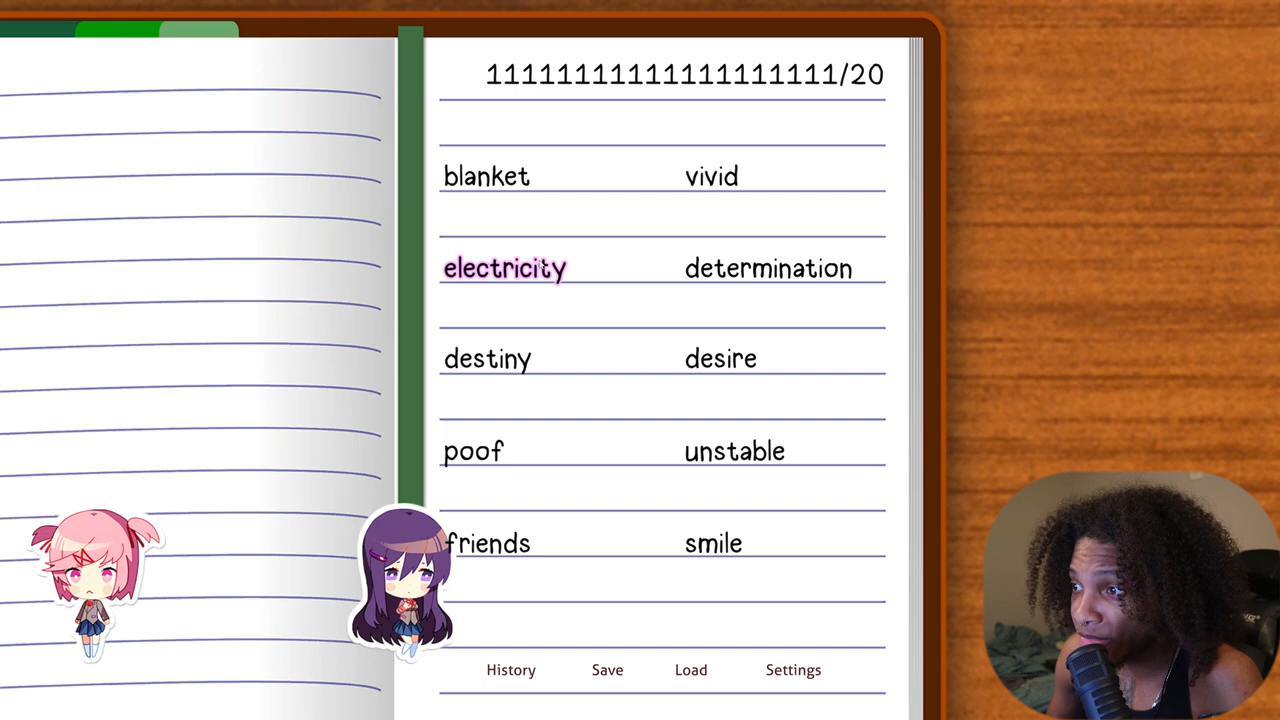 11111111111111111111/20
blanket vivid
electricity determination
destiny desire
poof unstable
friends smile
History Save Load Settings